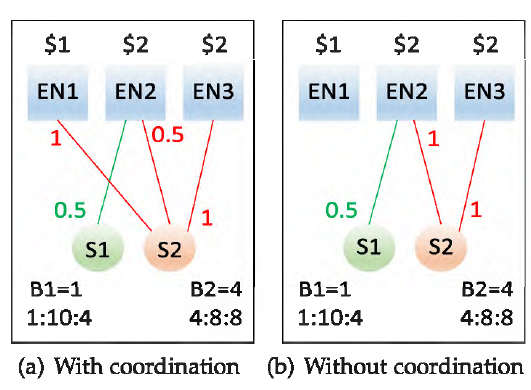 $1 $2 $2 $1 $2 $2
EN1 EN2 EN3 EN1 EN2 EN3
1 0.5 1
0.5 1 0.5 1
S1 S2 S1 S2
B1=1 B2=4 B1=1 B2=4
1:10:4 4:8:8 1:10:4 4:8:8
(a) With coordination (b) Without coordination